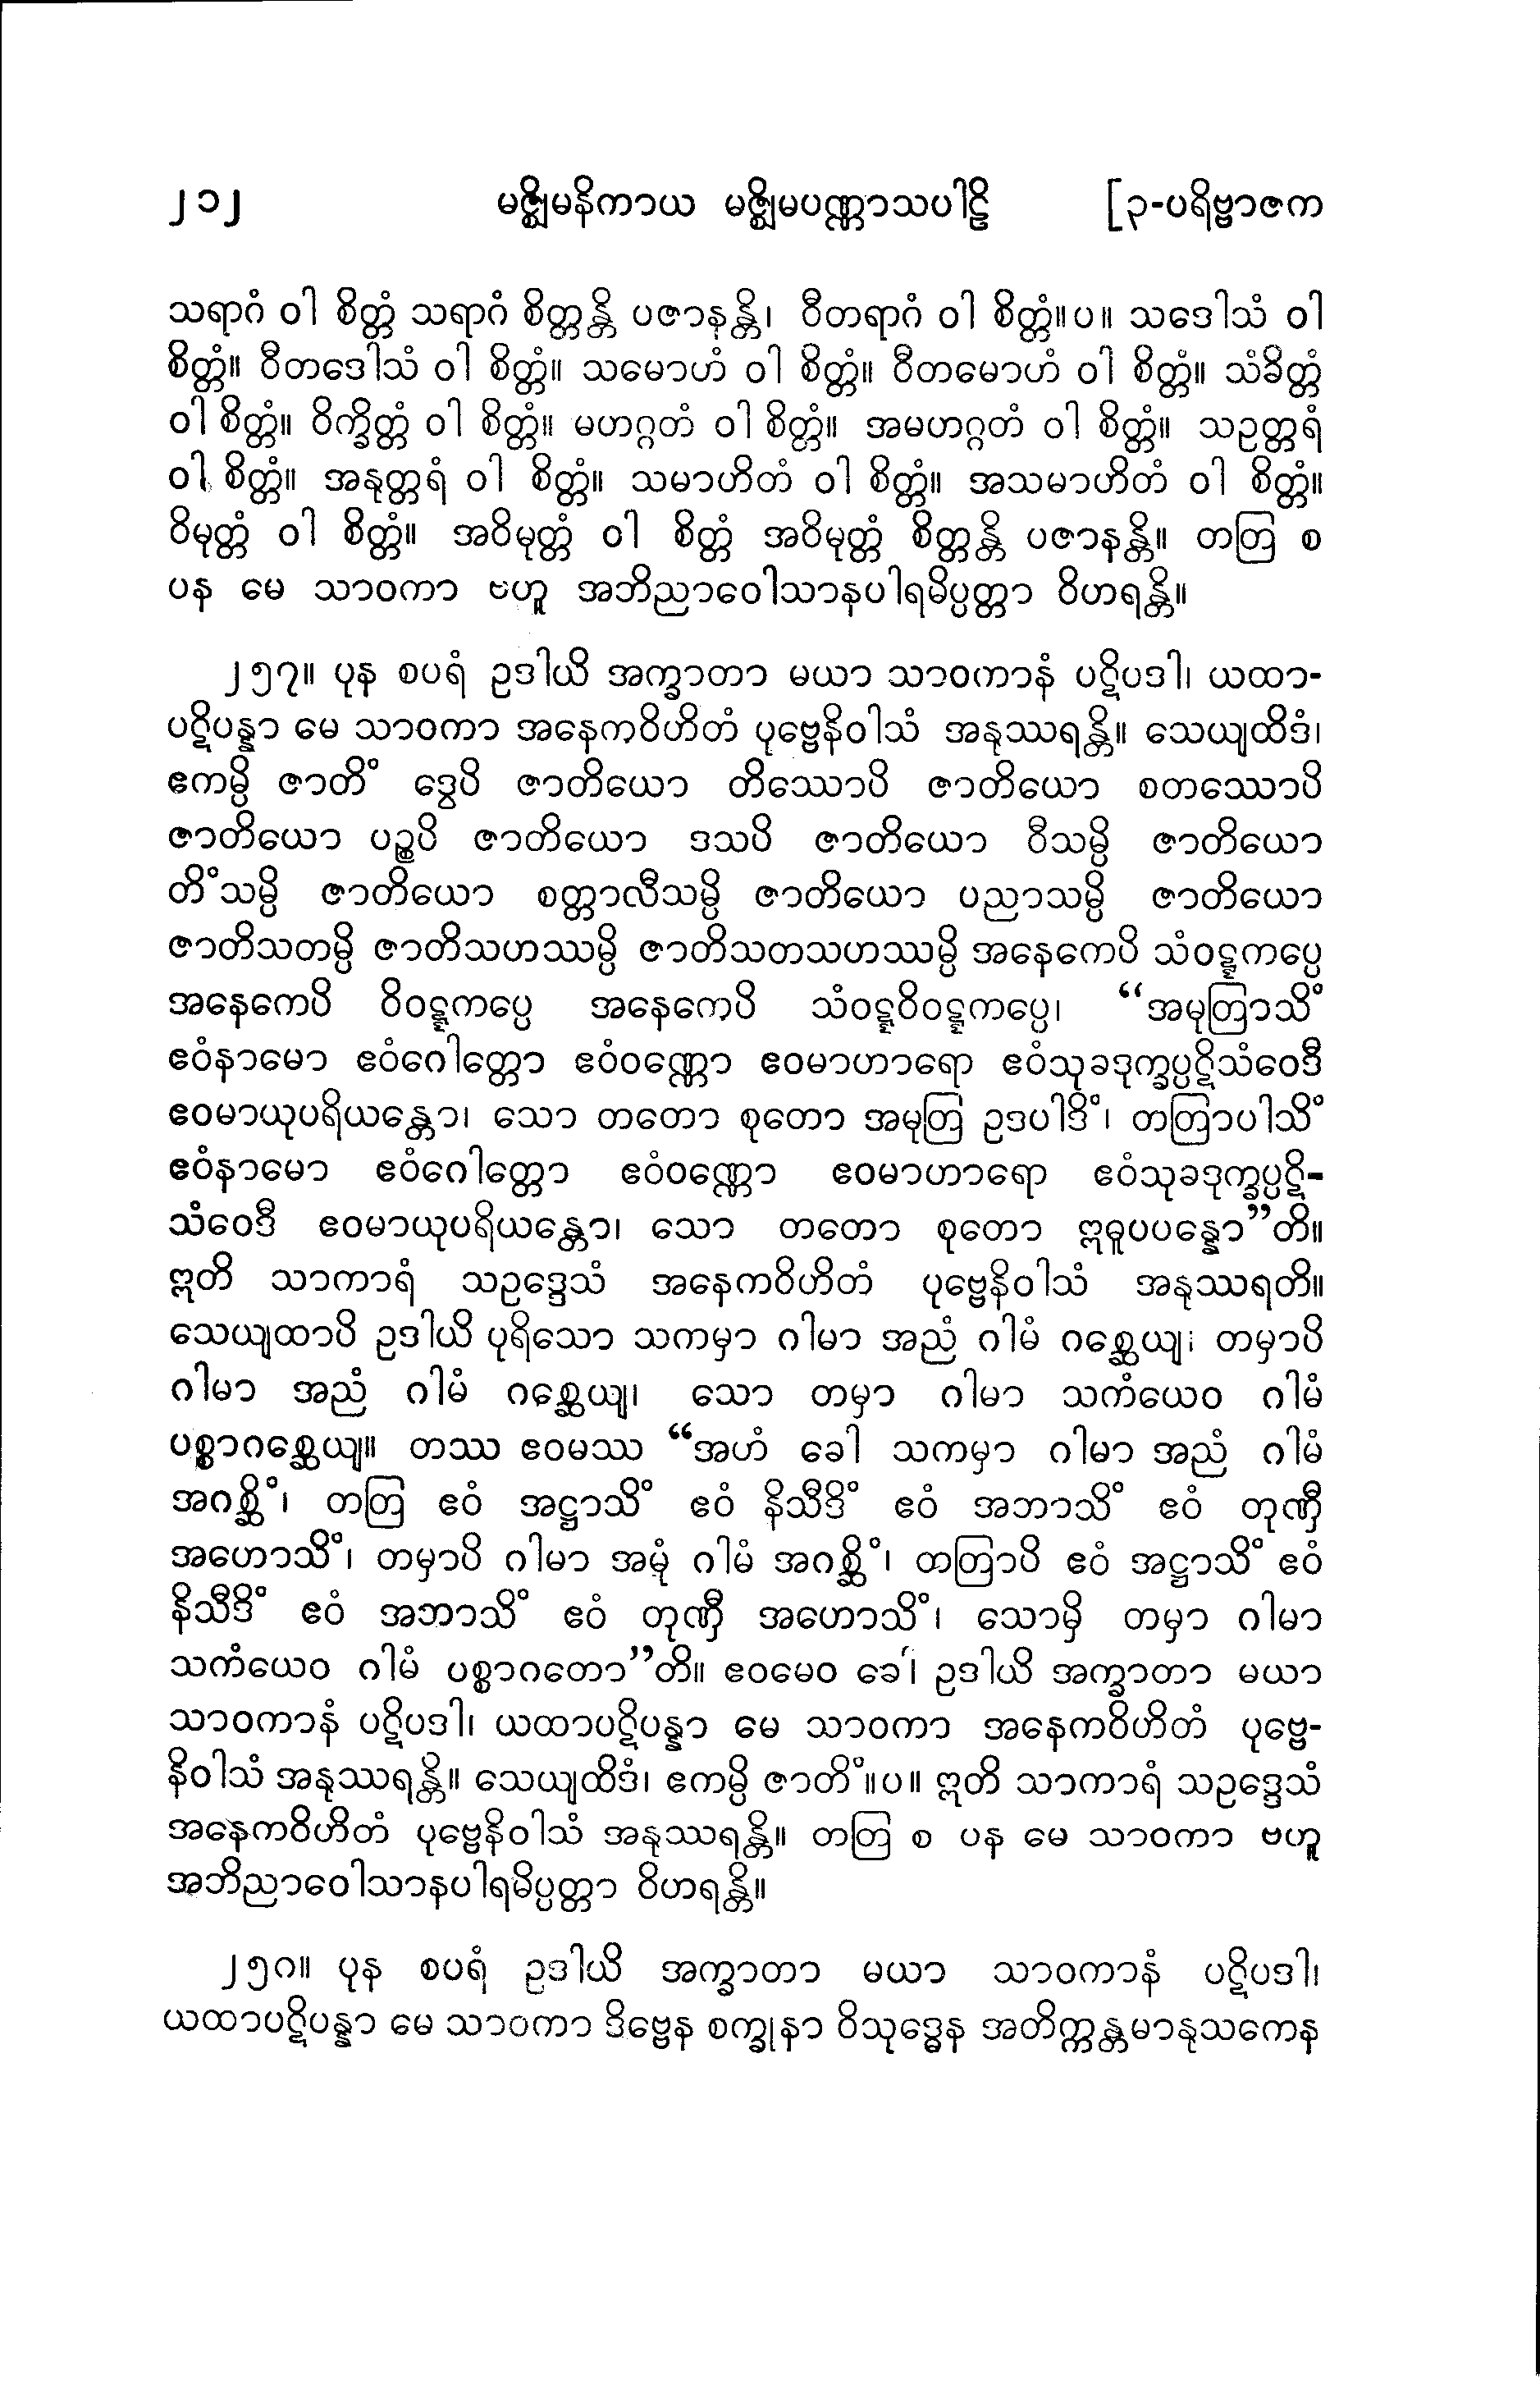 ၂၁၂ မဇ္ဈိမနိကာယ မဇ္ဈိမပဏ္ဏာသပါဠိ [၃-ပရိဗ္ဗာဇက
သရာဂံ ဝါ စိတ္တံ သရာဂံ စိတ္တန္တိ ပဇာနန္တိ၊ ဝီတရာဂံ ဝါ စိတ္တံ။ပ။ သဒေါသံ ဝါ
စိတ္တံ။ ဝီတဒေါသံ ဝါ စိတ္တံ။ သမောဟံ ဝါ စိတ္တံ။ ဝီတမောဟံ ဝါ စိတ္တံ။ သံခိတ္တံ
ဝါ စိတ္တံ။ ဝိက္ခိတ္တံ ဝါ စိတ္တံ။ မဟဂ္ဂတံ ဝါ စိတ္တံ။ အမဟဂ္ဂတံ ဝါ စိတ္တံ။ သဥတ္တရံ
ဝါ စိတ္တံ။ အနုတ္တရံ ဝါ စိတ္တံ။ သမာဟိတံ ဝါ စိတ္တံ။ အသမာဟိတံ ဝါ စိတ္တံ။
ဝိမုတ္တံ ဝါ စိတ္တံ။ အဝိမုတ္တံ ဝါ စိတ္တံ အဝိမုတ္တံ စိတ္တန္တိ ပဇာနန္တိ။ တတြ စ
ပန မေ သာဝကာ ဗဟူ အဘိညာဝေါသာနပါရမိပ္ပတ္တာ ဝိဟရန္တိ။
၂၅၇။ ပုန စပရံ ဥဒါယိ အက္ခာတာ မယာ သာဝကာနံ ပဋိပဒါ၊ ယထာ-
ပဋိပန္နာ မေ သာဝကာ အနေကဝိဟိတံ ပုဗ္ဗေနိဝါသံ အနုဿရန္တိ။ သေယျထိဒံ၊
ဧကမ္ပိ ဇာတိံ ဒွေပိ ဇာတိယော တိဿောပိ ဇာတိယော စတဿောပိ
ဇာတိယော ပဉ္စပိ ဇာတိယော ဒသပိ ဇာတိယော ဝီသမ္ပိ ဇာတိယော
တိံသမ္ပိ ဇာတိယော စတ္တာလီသမ္ပိ ဇာတိယော ပညာသမ္ပိ ဇာတိယော
ဇာတိသတမ္ပိ ဇာတိသဟဿမ္ပိ ဇာတိသတသဟဿမ္ပိ အနေကေပိ သံဝဋ္ဋကပ္ပေ
အနေကေပိ ဝိဝဋ္ဋကပ္ပေ အနေကေပိ သံဝဋ္ဋဝိဝဋ္ဋကပ္ပေ၊ “အမုတြာသိံ
ဧဝံနာမော ဧဝံဂေါတ္တော ဧဝံဝဏ္ဏော ဧဝမာဟာရော ဧဝံသုခဒုက္ခပ္ပဋိသံဝေဒီ
ဧဝမာယုပရိယန္တော၊ သော တတော စုတော အမုတြ ဥဒပါဒိံ၊ တတြာပါသိံ
ဧဝံနာမော ဧဝံဂေါတ္တော ဧဝံဝဏ္ဏော ဧဝမာဟာရော ဧဝံသုခဒုက္ခပ္ပဋိ-
သံဝေဒီ ဧဝမာယုပရိယန္တော၊ သော တတော စုတော ဣဓူပပန္နော”တိ။
ဣတိ သာကာရံ သဥဒ္ဒေသံ အနေကဝိဟိတံ ပုဗ္ဗေနိဝါသံ အနုဿရတိ။
သေယျထာပိ ဥဒါယိ ပုရိသော သကမှာ ဂါမာ အညံ ဂါမံ ဂစ္ဆေယျ၊ တမှာပိ
ဂါမာ အညံ ဂါမံ ဂစ္ဆေယျ၊ သော တမှာ ဂါမာ သကံယေဝ ဂါမံ
ပစ္စာဂစ္ဆေယျ။ တဿ ဧဝမဿ “အဟံ ခေါ သကမှာ ဂါမာ အညံ ဂါမံ
အဂစ္ဆိံ၊ တတြ ဧဝံ အဋ္ဌာသိံ ဧဝံ နိသီဒိံ ဧဝံ အဘာသိံ ဧဝံ တုဏှီ
အဟောသိံ၊ တမှာပိ ဂါမာ အမုံ ဂါမံ အဂစ္ဆိံ၊ တတြာပိ ဧဝံ အဋ္ဌာသိံ ဧဝံ
နိသီဒိံ ဧဝံ အဘာသိံ ဧဝံ တုဏှီ အဟောသိံ၊ သောမှိ တမှာ ဂါမာ
သကံယေဝ ဂါမံ ပစ္စာဂတော”တိ။ ဧဝမေဝ ခေါ ဥဒါယိ အက္ခာတာ မယာ
သာဝကာနံ ပဋိပဒါ၊ ယထာပဋိပန္နာ မေ သာဝကာ အနေကဝိဟိတံ ပုဗ္ဗေ-
နိဝါသံ အနုဿရန္တိ။ သေယျထိဒံ၊ ဧကမ္ပိ ဇာတိံ။ပ။ ဣတိ သာကာရံ သဥဒ္ဒေသံ
အနေကဝိဟိတံ ပုဗ္ဗေနိဝါသံ အနုဿရန္တိ။ တတြ စ ပန မေ သာဝကာ ဗဟူ
အဘိညာဝေါသာနပါရမိပ္ပတ္တာ ဝိဟရန္တိ။
၂၅၈။ ပုန စပရံ ဥဒါယိ အက္ခာတာ မယာ သာဝကာနံ ပဋိပဒါ၊
ယထာပဋိပန္နာ မေ သာဝကာ ဒိဗ္ဗေန စက္ခုနာ ဝိသုဒ္ဓေန အတိက္ကန္တမာနုသကေန